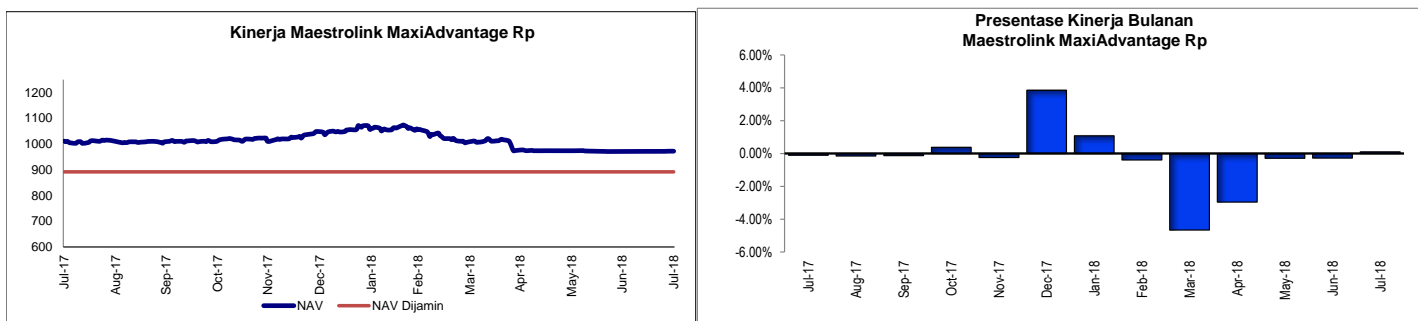 Kinerja Maestrolink MaxiAdvantage Rp
1200
1100
1000
900
800
700
600
Jul-17
Aug-17
Sep-17
Oct-17
Nov-17
Dec-17
Jan-18
Feb-18
Mar-18
Apr-18
May-18
Jun-18
Jul-18
NAV
NAV Dijamin
Presentase Kinerja Bulanan
Maestrolink MaxiAdvantage Rp
6.00%
4.00%
2.00%
0.00%
-2.00%
-4.00%
-6.00%
Jul-17
Aug-17
Sep-17
Oct-17
Nov-17
Dec-17
Jan-18
Feb-18
Mar-18
Apr-18
May-18
Jun-18
Jul-18